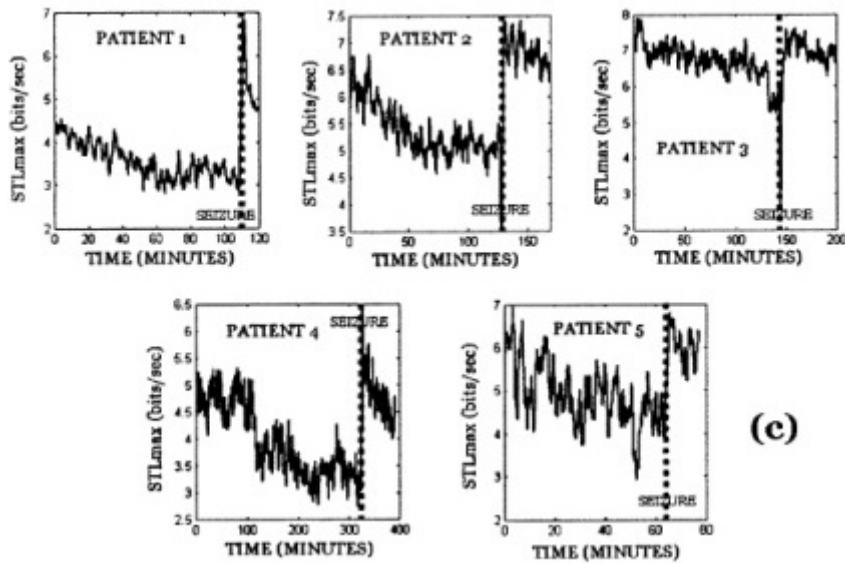 PATIENT 1
STLmax (bits/sec)
7
6
5
4
3
2
SEIZURE
0 20 40 60 80 100 120
TIME (MINUTES)
PATIENT 2
STLmax (bits/sec)
7.5
7
6.5
6
5.5
5
4.5
4
3.5
SEIZURE
0 50 100 150
TIME (MINUTES)
PATIENT 3
STLmax (bits/sec)
8
7
6
5
4
3
2
SEIZURE
0 50 100 150 200
TIME (MINUTES)
PATIENT 4
STLmax (bits/sec)
6.5
6
5.5
5
4.5
4
3.5
3
2.5
SEIZURE
0 100 200 300 400
TIME (MINUTES)
PATIENT 5
STLmax (bits/sec)
7
6
5
4
3
2
SEIZURE
0 20 40 60 80
TIME (MINUTES)
(c)